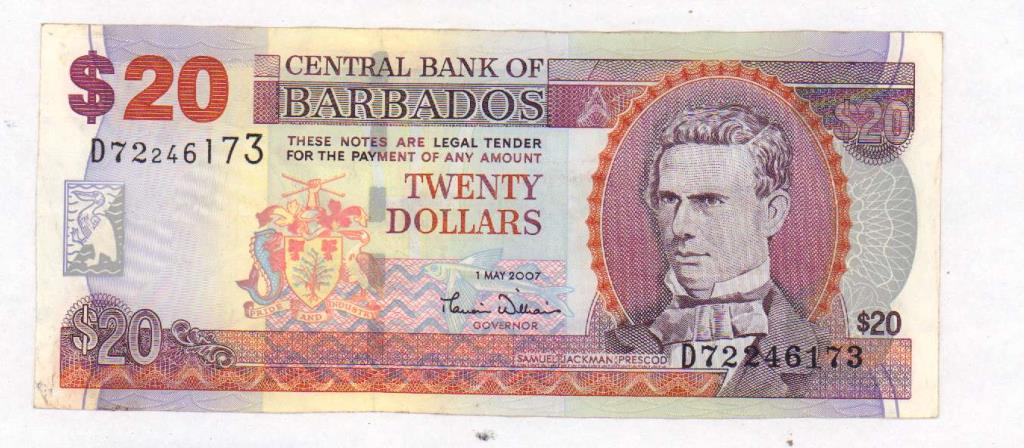 $20
CENTRAL BANK OF
BARBADOS
$20
D72246173
THESE NOTES ARE LEGAL TENDER
FOR THE PAYMENT OF ANY AMOUNT
TWENTY
DOLLARS
1 MAY 2007
PRIDE AND INDUSTRY
GOVERNOR
$20
$20
SAMUEL JACKMAN PRESCOD
D72246173